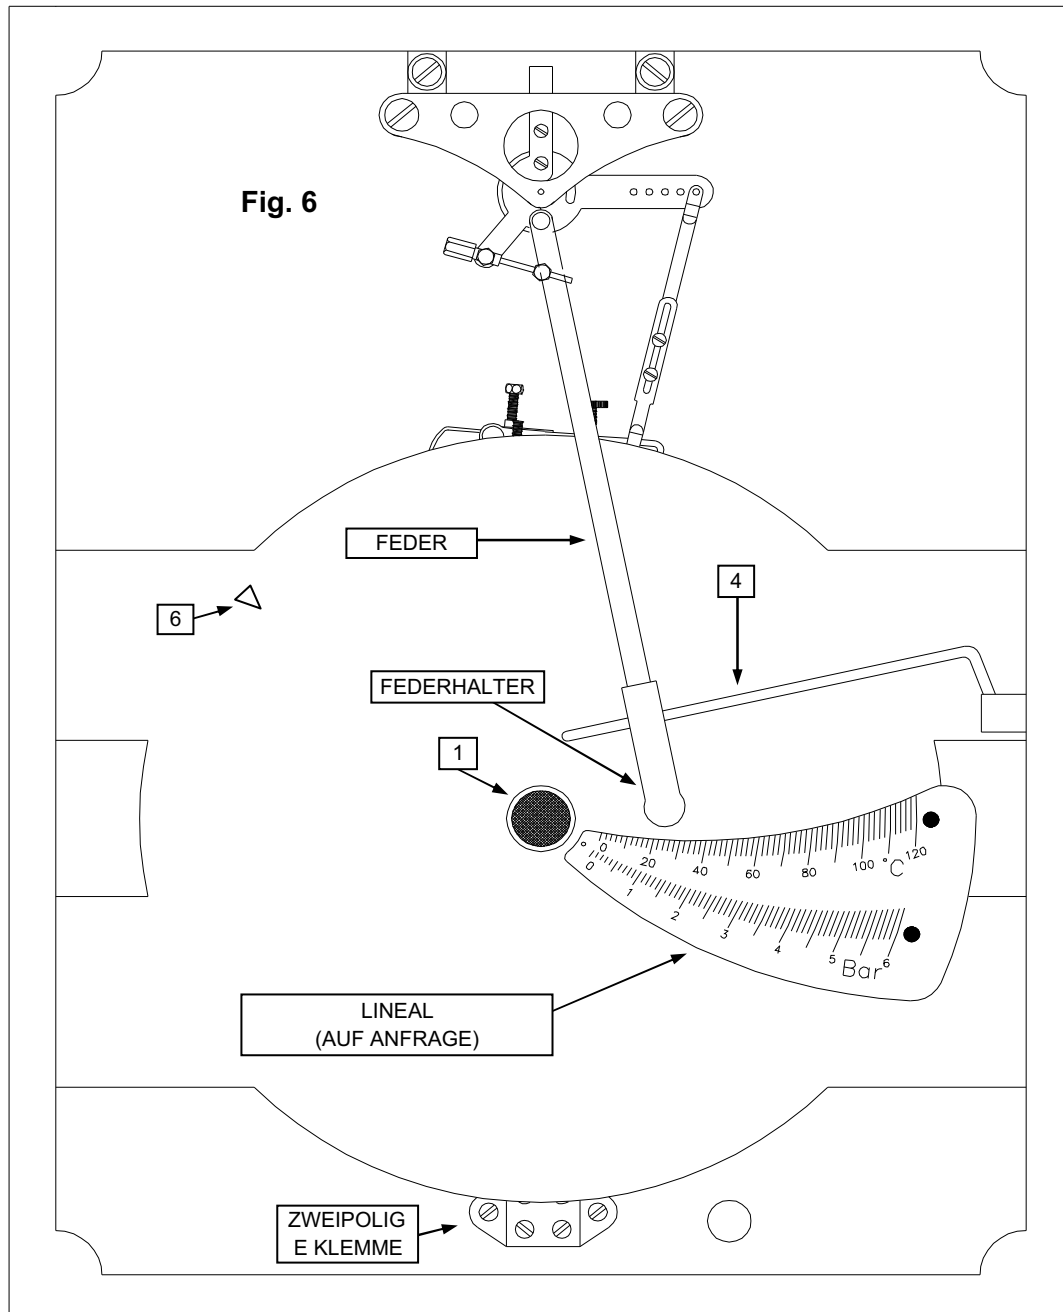 Fig. 6
FEDER
4
6
FEDERHALTER
1
0 20 40 60 80 100 °C 120
0 1 2 3 4 5 Bar 6
LINEAL
(AUF ANFRAGE)
ZWEIPOLIG
E KLEMME